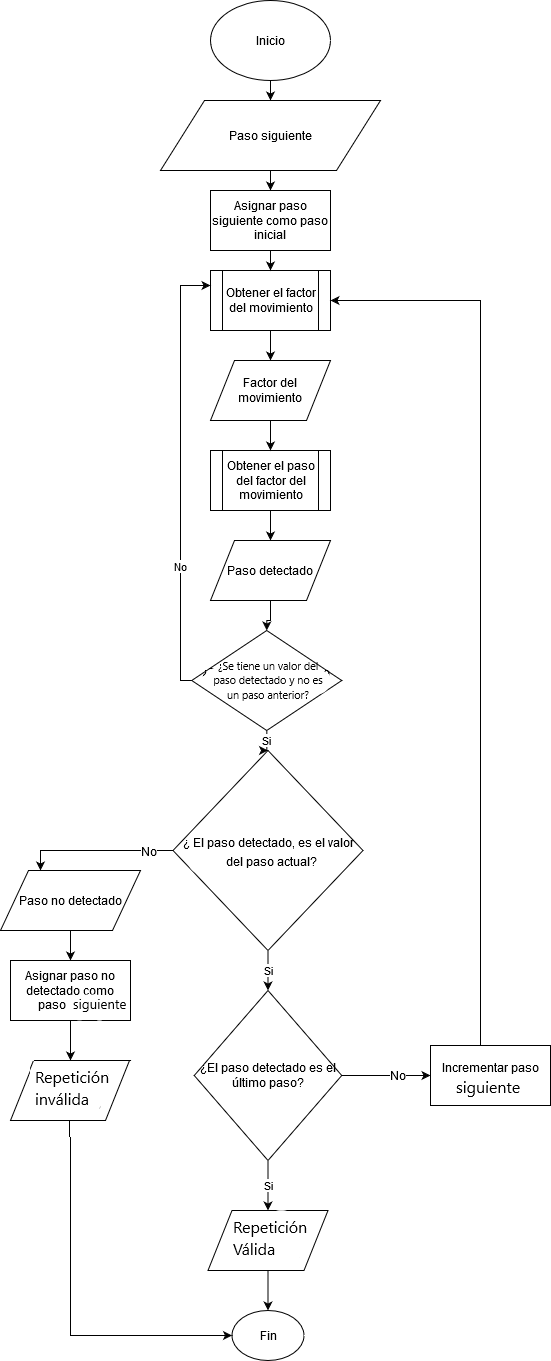 Inicio
Paso siguiente
Asignar paso
siguiente como paso
inicial
Obtener el factor
del movimiento
Factor del
movimiento
Obtener el paso
del factor del
movimiento
Paso detectado
No
¿Se tiene un valor del
paso detectado y no es
un paso anterior?
Si
¿ El paso detectado, es el valor
del paso actual?
No
Paso no detectado
Asignar paso no
detectado como
paso siguiente
Repetición
inválida
Si
¿El paso detectado es el
último paso?
No
Incrementar paso
siguiente
Si
Repetición
Válida
Fin